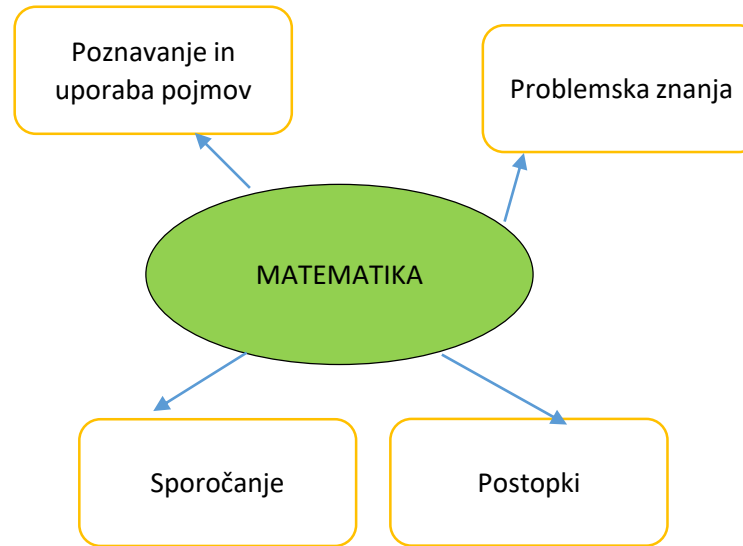 Poznavanje in
uporaba pojmov
Problemska znanja
MATEMATIKA
Sporočanje
Postopki